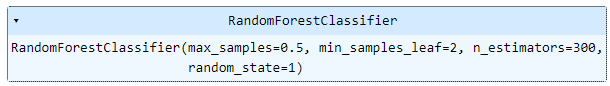 RandomForestClassifier
RandomForestClassifier(max_samples=0.5, min_samples_leaf=2, n_estimators=300,
random_state=1)